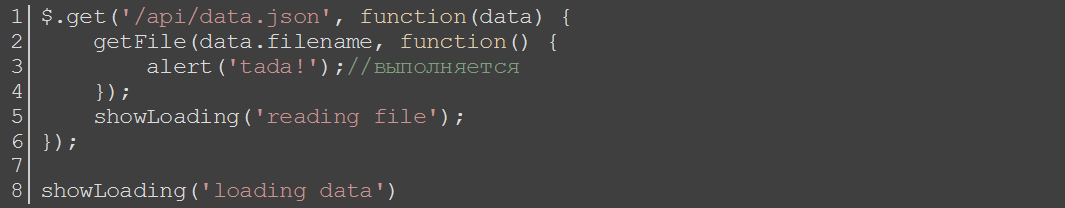 1 $.get('/api/data.json', function(data) {
2     getFile(data.filename, function() {
3         alert('tada!');//выполняется
4     });
5     showLoading('reading file');
6 });
7
8 showLoading('loading data')